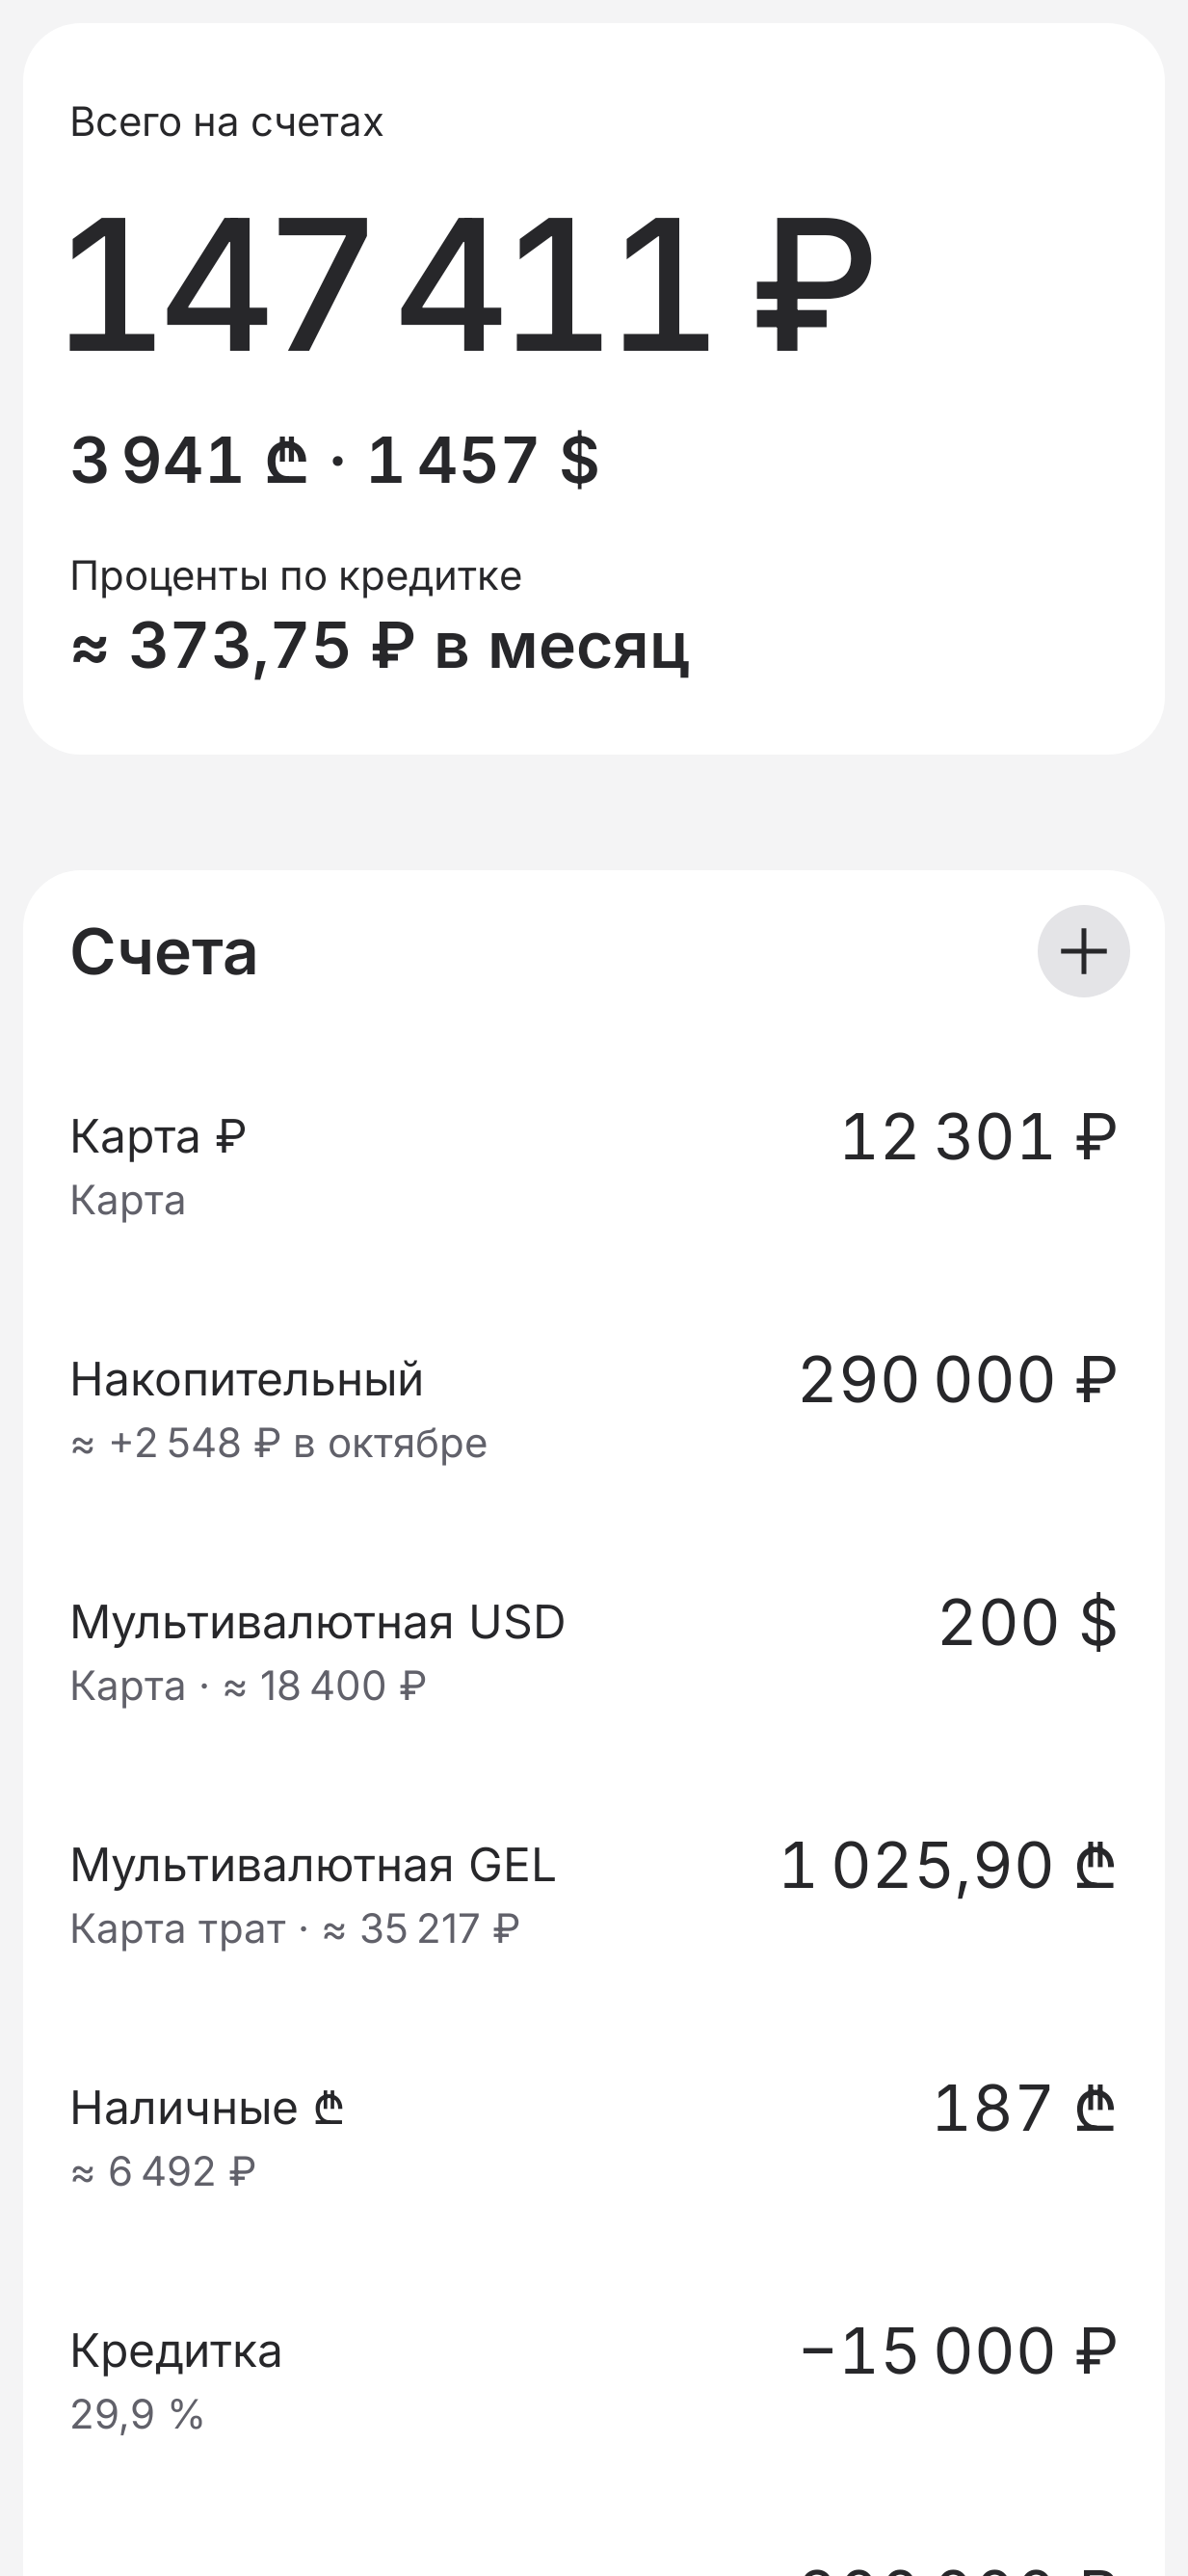 Всего на счетах
147 411 ₽
3 941 ₾ · 1 457 $
Проценты по кредитке
≈ 373,75 ₽ в месяц
Счета
Карта ₽
12 301 ₽
Карта
Накопительный
290 000 ₽
≈ +2 548 ₽ в октябре
Мультивалютная USD
200 $
Карта · ≈ 18 400 ₽
Мультивалютная GEL
1 025,90 ₾
Карта трат · ≈ 35 217 ₽
Наличные ₾
187 ₾
≈ 6 492 ₽
Кредитка
−15 000 ₽
29,9 %